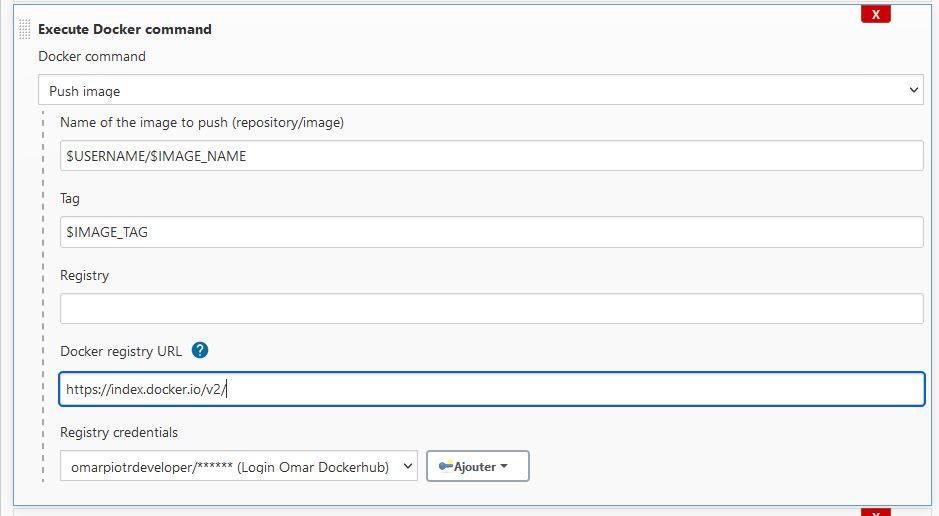 X
Execute Docker command
Docker command
Push image
Name of the image to push (repository/image)
$USERNAME/$IMAGE_NAME
Tag
$IMAGE_TAG
Registry
Docker registry URL ?
https://index.docker.io/v2/
Registry credentials
omarpiotrdeveloper/****** (Login Omar Dockerhub)
Ajouter
X